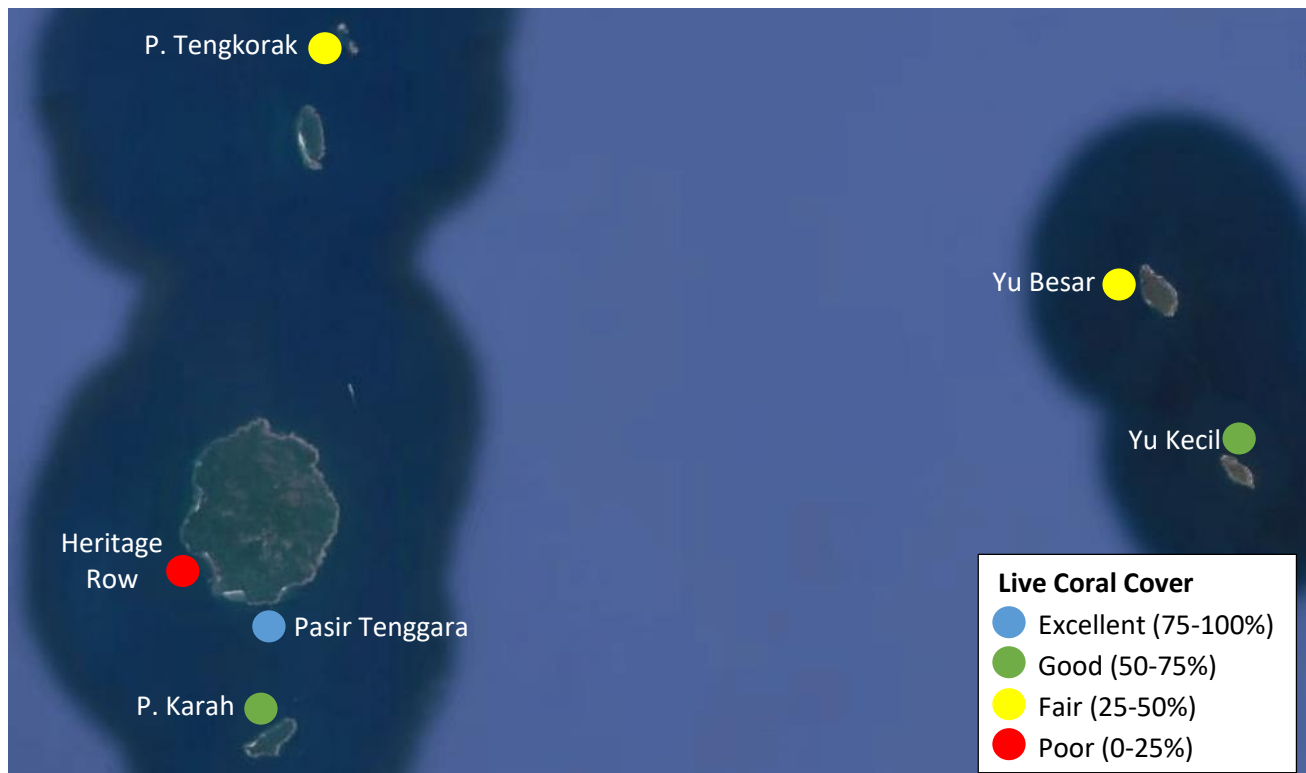 P. Tengkorak
Yu Besar
Yu Kecil
Heritage
Row
Pasir Tenggara
P. Karah
Live Coral Cover
Excellent (75-100%)
Good (50-75%)
Fair (25-50%)
Poor (0-25%)